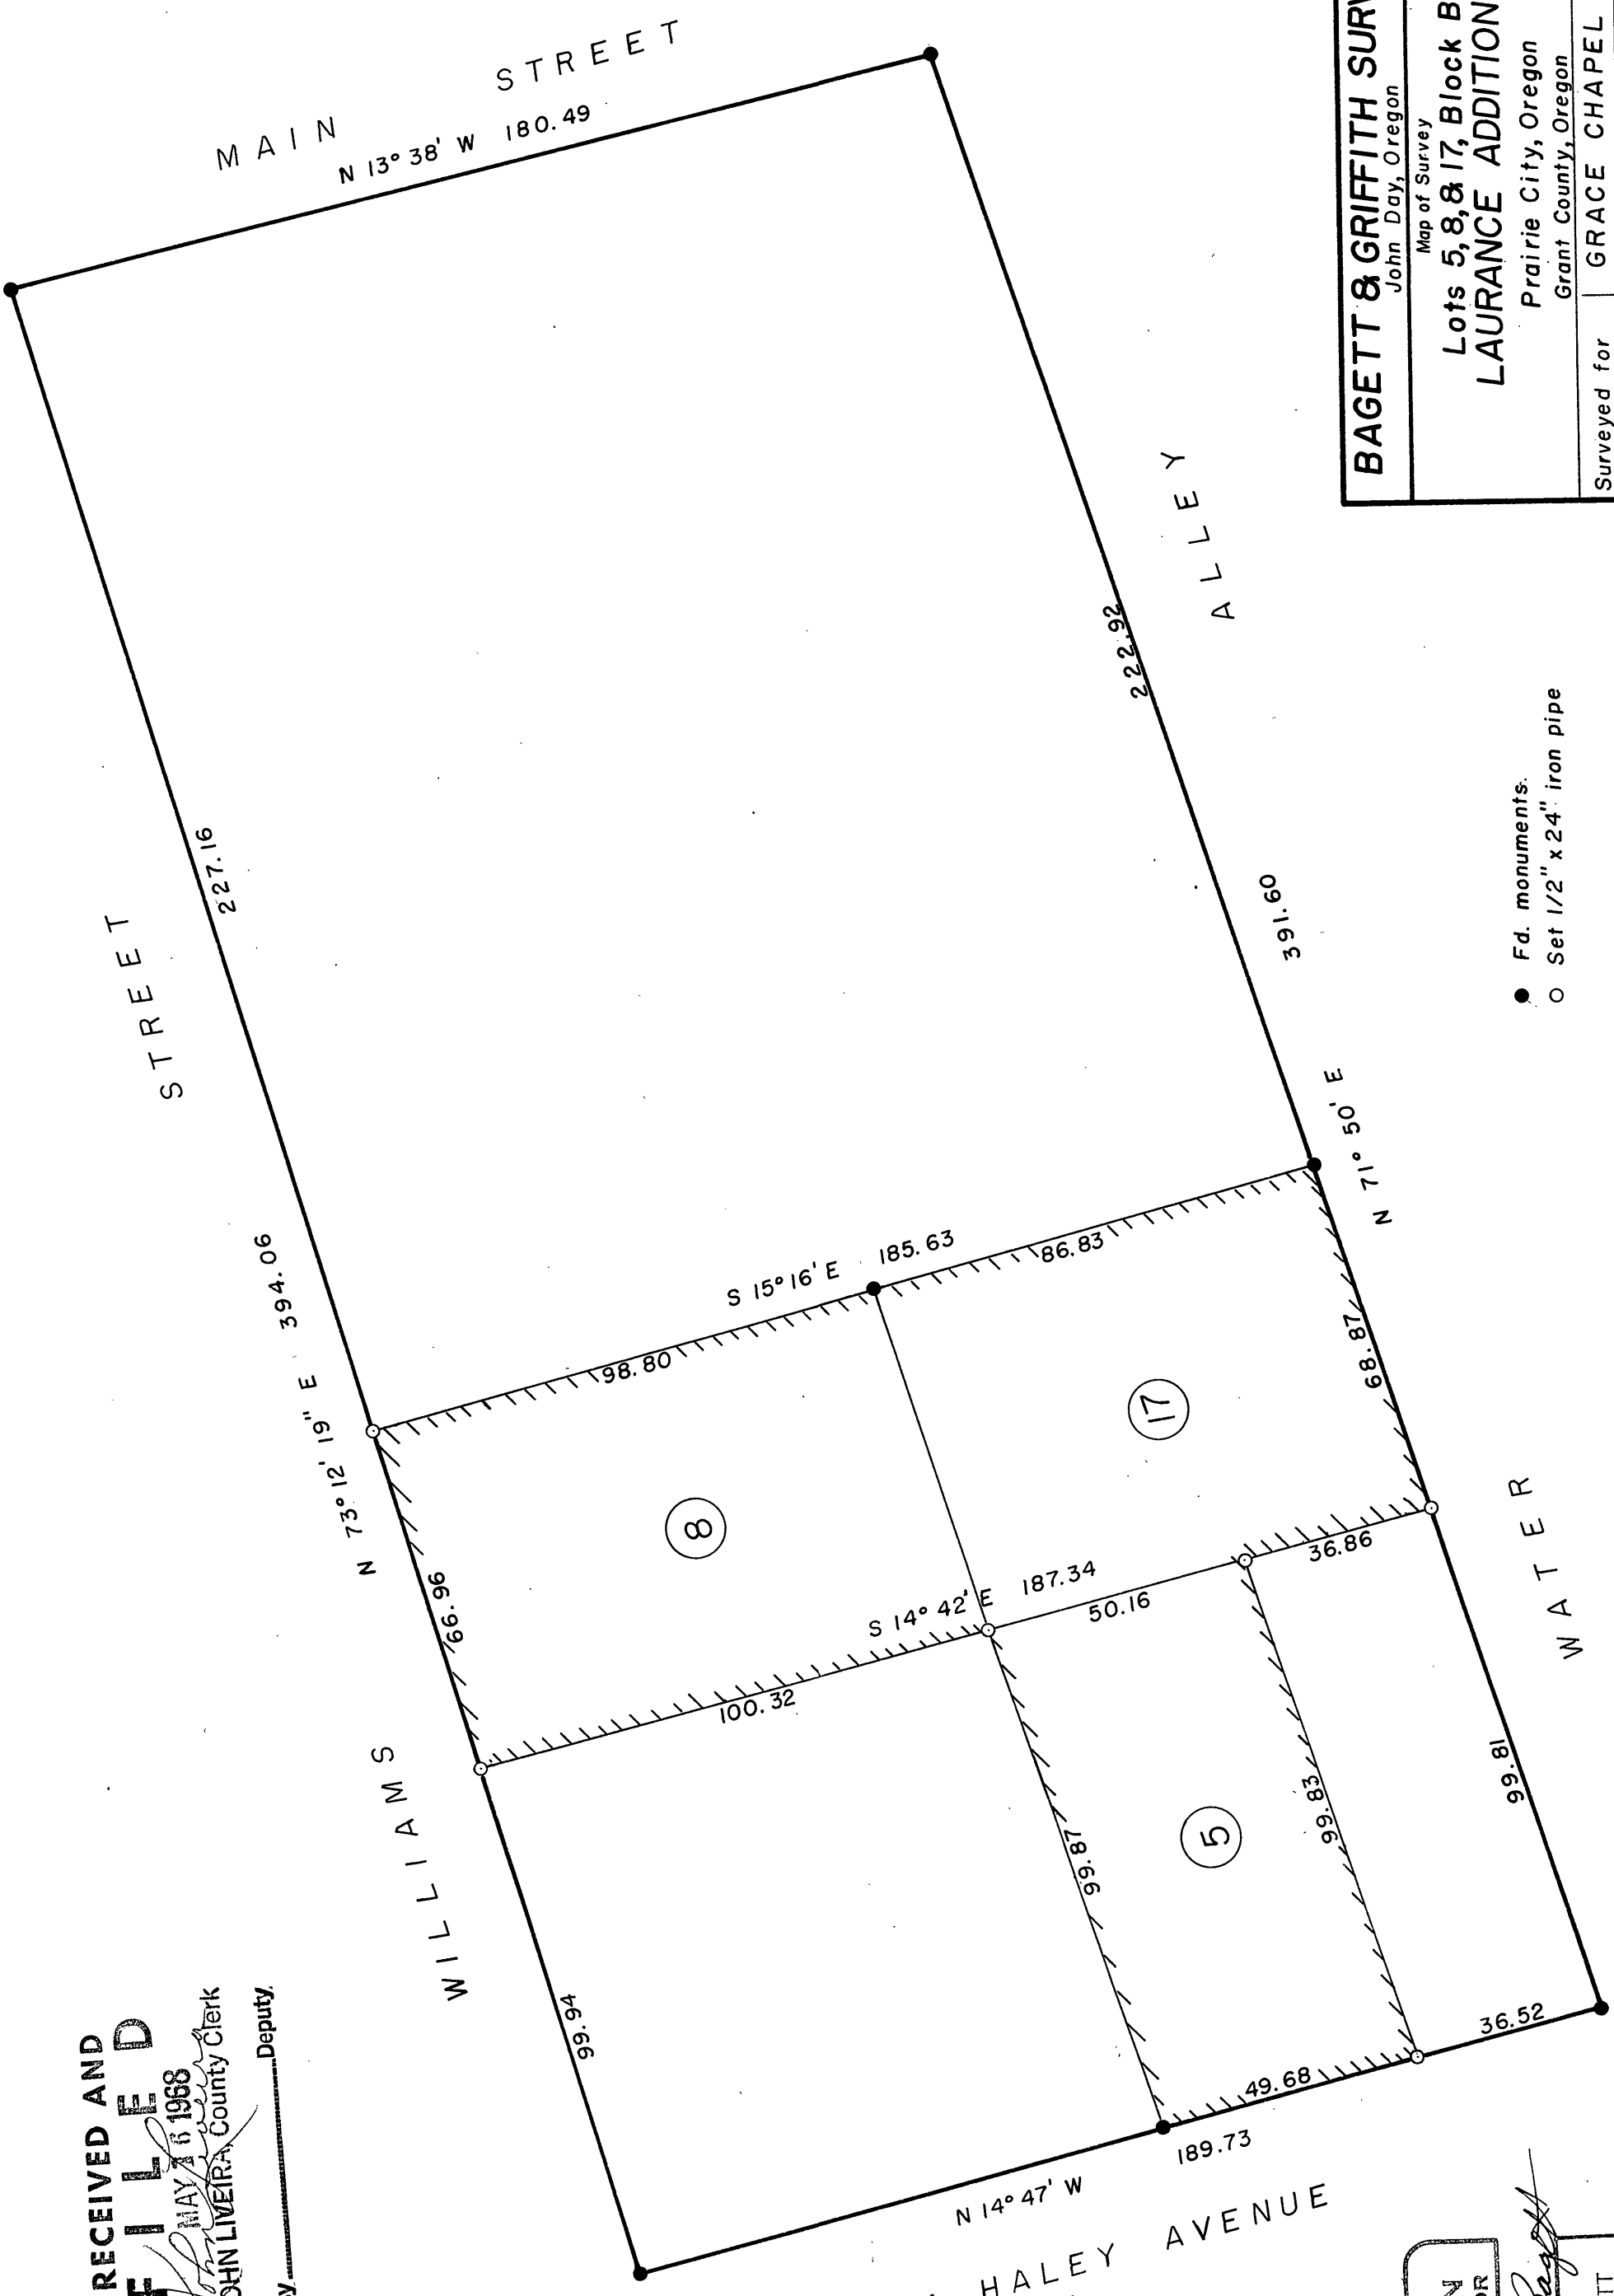 RECEIVED AND
FILED
MAY 16 1968
County Clerk
Deputy
WILLIAMS STREET
N 73° 12' 19" E 394.06
99.94
66.96
227.16
MAIN STREET
N 13° 38' W 180.49
S 15° 16' E 185.63
98.80
86.83
S 14° 42' E 187.34
100.32
50.16
36.86
8
17
5
99.87
99.83
N 14° 47' W 189.73
49.68
36.52
HALEY AVENUE
WATER ALLEY
N 71° 50' E 391.60
99.81
68.87
222.92
● Fd. monuments.
○ Set 1/2" x 24" iron pipe
BAGETT & GRIFFITH
John Day, Oregon
Map of Survey
Lots 5,8,& 17, Block B
LAURANCE ADDITION
Prairie City, Oregon
Grant County, Oregon
Surveyed for GRACE CHAPEL